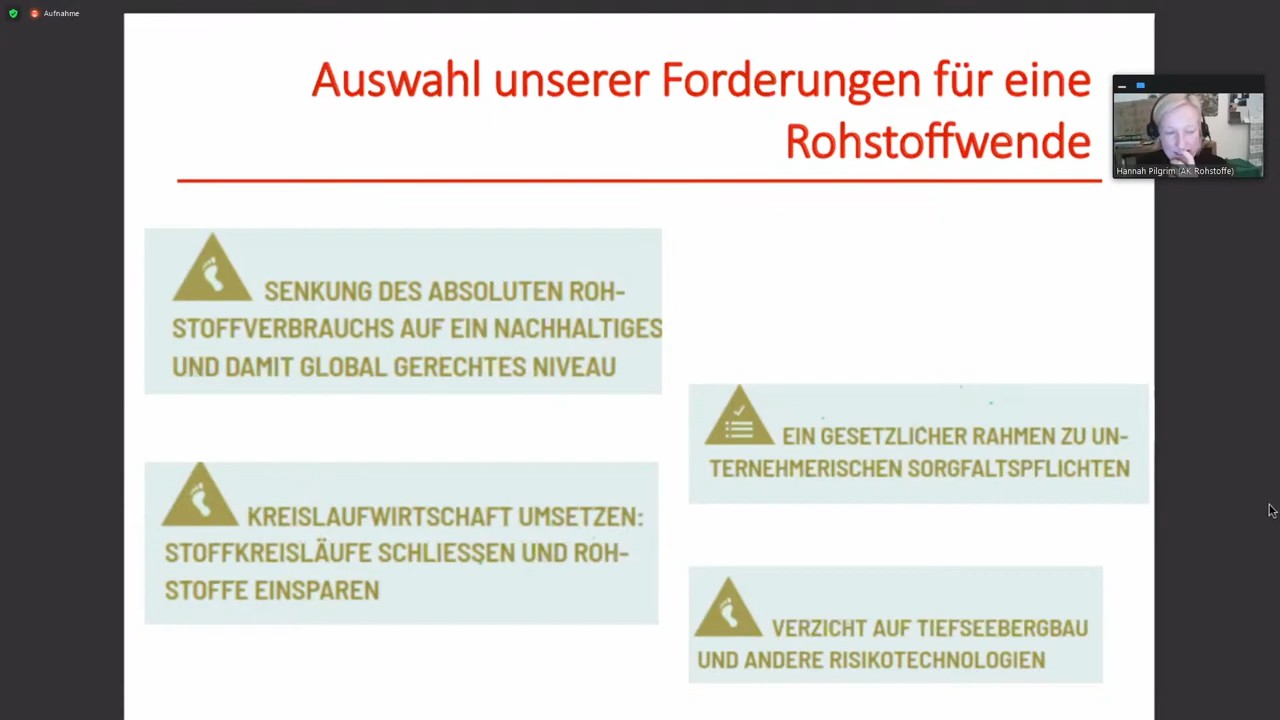 Aufnahme
Auswahl unserer Forderungen für eine
Rohstoffwende
Hannah Pilgrim (AK Rohstoffe)
SENKUNG DES ABSOLUTEN ROH-
STOFFVERBRAUCHS AUF EIN NACHHALTIGES
UND DAMIT GLOBAL GERECHTES NIVEAU
KREISLAUFWIRTSCHAFT UMSETZEN:
STOFFKREISLÄUFE SCHLIESSEN UND ROH-
STOFFE EINSPAREN
EIN GESETZLICHER RAHMEN ZU UN-
TERNEHMERISCHEN SORGFALTSPFLICHTEN
VERZICHT AUF TIEFSEEBERGBAU
UND ANDERE RISIKOTECHNOLOGIEN